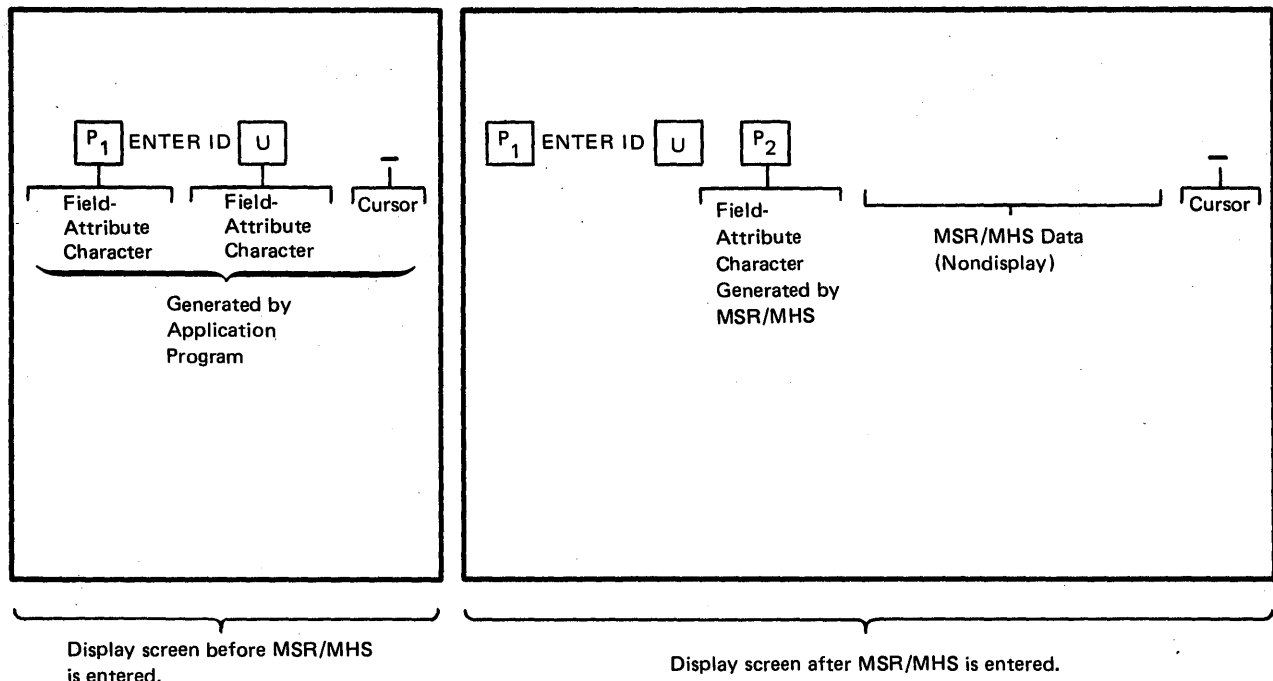 P1 ENTER ID U
Field-
Attribute
Character
Field-
Attribute
Character
Cursor
Generated by
Application
Program
Display screen before MSR/MHS
is entered.
P1 ENTER ID U P2
Field-
Attribute
Character
Generated by
MSR/MHS
MSR/MHS Data
(Nondisplay)
Cursor
Display screen after MSR/MHS is entered.